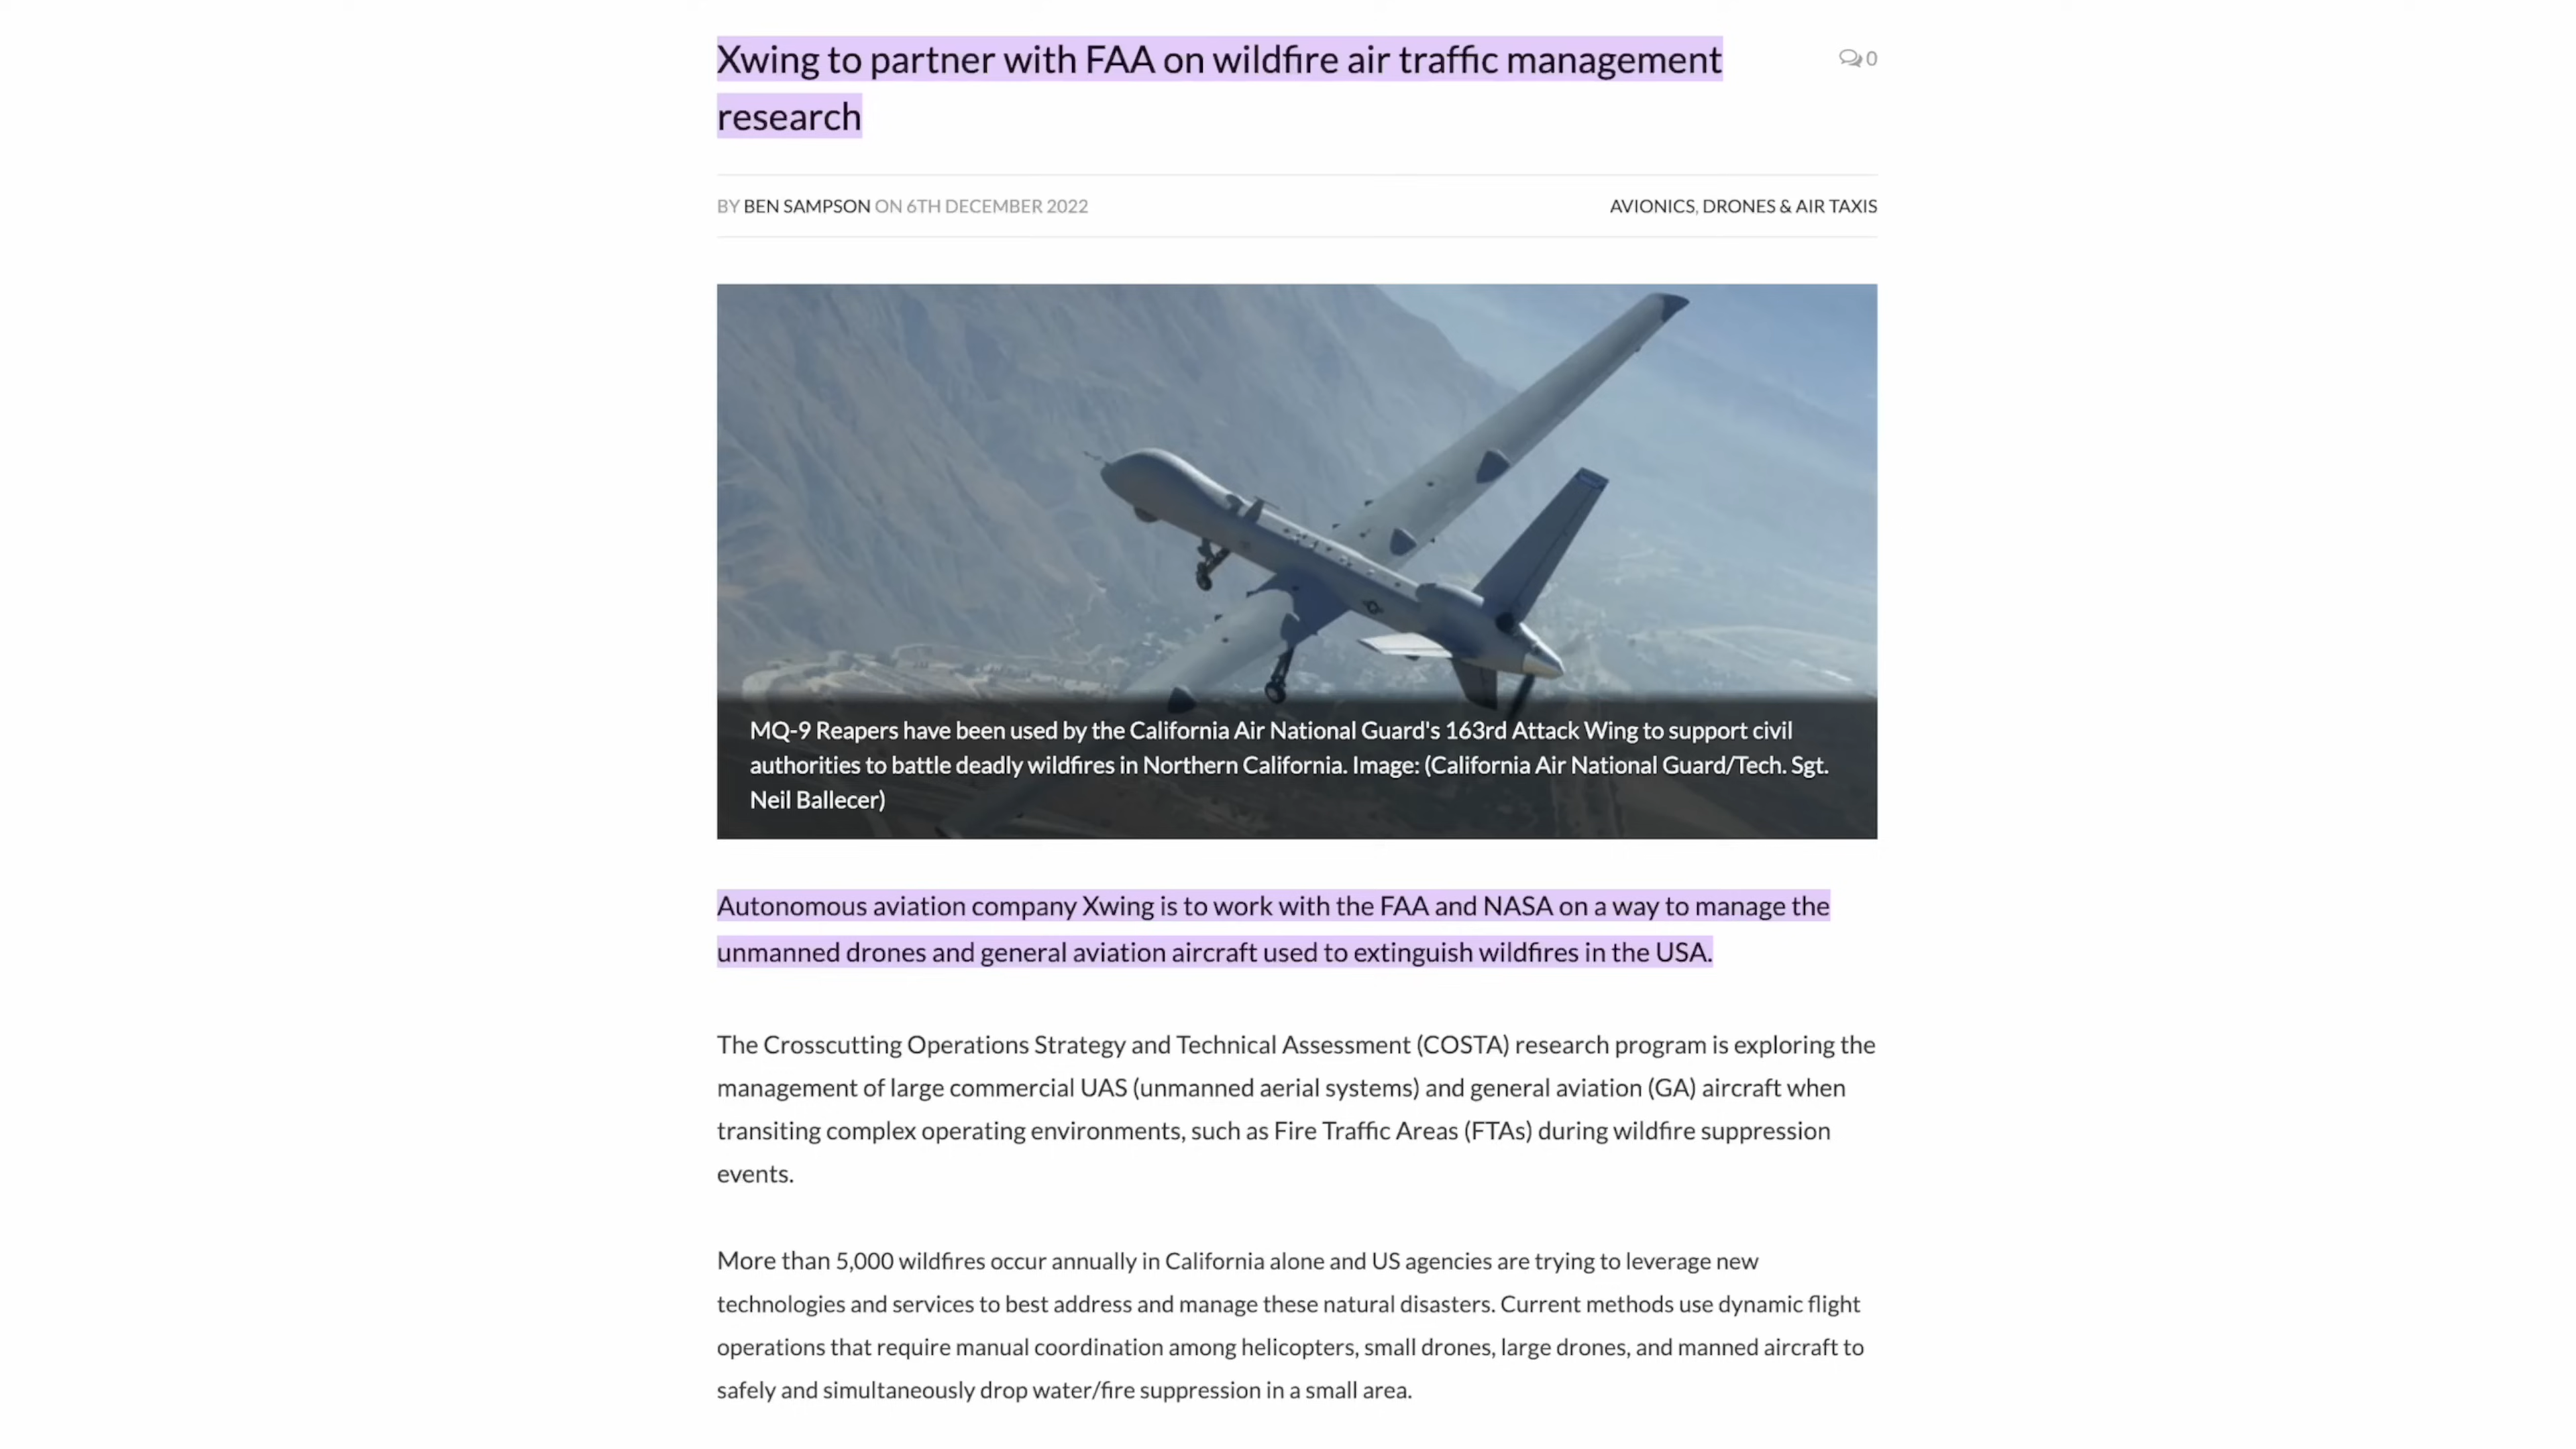 Xwing to partner with FAA on wildfire air traffic management
0
research
BY BEN SAMPSON ON 6TH DECEMBER 2022
AVIONICS, DRONES & AIR TAXIS
MQ-9 Reapers have been used by the California Air National Guard's 163rd Attack Wing to support civil
authorities to battle deadly wildfires in Northern California. Image: (California Air National Guard/Tech. Sgt.
Neil Ballecer)
Autonomous aviation company Xwing is to work with the FAA and NASA on a way to manage the
unmanned drones and general aviation aircraft used to extinguish wildfires in the USA.
The Crosscutting Operations Strategy and Technical Assessment (COSTA) research program is exploring the
management of large commercial UAS (unmanned aerial systems) and general aviation (GA) aircraft when
transiting complex operating environments, such as Fire Traffic Areas (FTAs) during wildfire suppression
events.
More than 5,000 wildfires occur annually in California alone and US agencies are trying to leverage new
technologies and services to best address and manage these natural disasters. Current methods use dynamic flight
operations that require manual coordination among helicopters, small drones, large drones, and manned aircraft to
safely and simultaneously drop water/fire suppression in a small area.